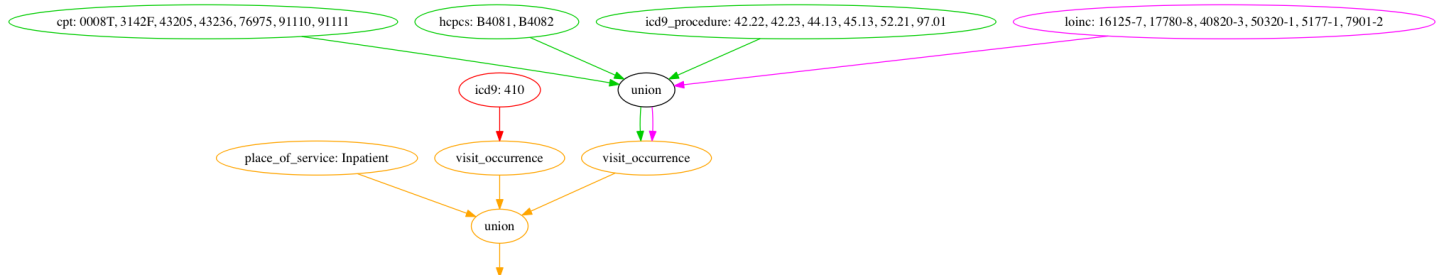 cpt: 0008T, 3142F, 43205, 43236, 76975, 91110, 91111
hcpcs: B4081, B4082
icd9_procedure: 42.22, 42.23, 44.13, 45.13, 52.21, 97.01
loinc: 16125-7, 17780-8, 40820-3, 50320-1, 5177-1, 7901-2
icd9: 410
union
place_of_service: Inpatient
visit_occurrence
visit_occurrence
union